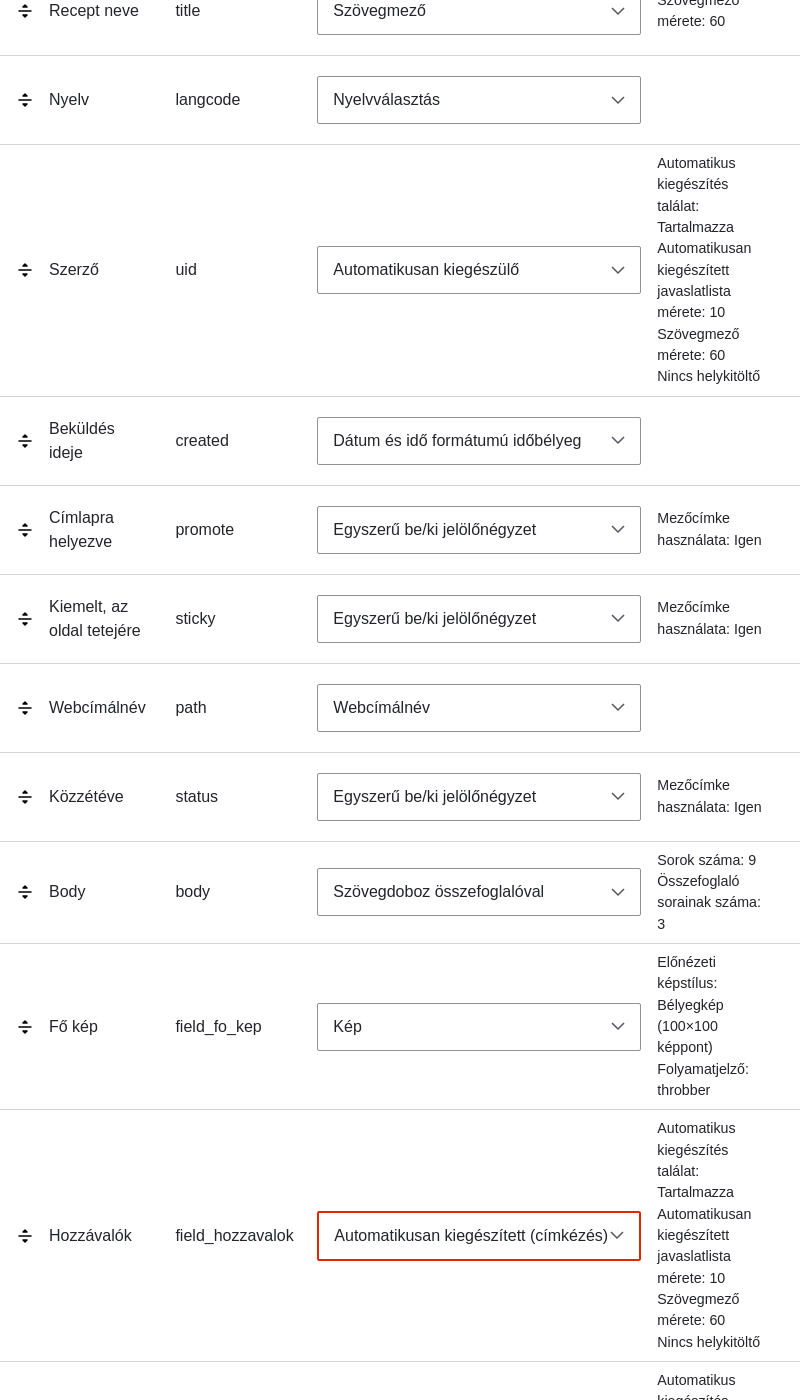 Recept neve title Szövegmező Szövegmező
mérete: 60
Nyelv langcode Nyelvválasztás
Automatikus
kiegészítés
találat:
Tartalmazza
Automatikusan
Szerző uid Automatikusan kiegészülő kiegészített
javaslatlista
mérete: 10
Szövegmező
mérete: 60
Nincs helykitöltő
Beküldés
ideje
created Dátum és idő formátumú időbélyeg
Címlapra
helyezve
promote Egyszerű be/ki jelölőnégyzet
Mezőcímke
használata: Igen
Kiemelt, az
oldal tetejére
sticky Egyszerű be/ki jelölőnégyzet
Mezőcímke
használata: Igen
Webcímálnév path Webcímálnév
Közzétéve status Egyszerű be/ki jelölőnégyzet
Mezőcímke
használata: Igen
Body body Szövegdoboz összefoglalóval
Sorok száma: 9
Összefoglaló
sorainak száma:
3
Fő kép field_fo_kep Kép
Előnézeti
képstílus:
Bélyegkép
(100×100
képpont)
Folyamatjelző:
throbber
Hozzávalók field_hozzavalok Automatikusan kiegészített (címkézés)
Automatikus
kiegészítés
találat:
Tartalmazza
Automatikusan
kiegészített
javaslatlista
mérete: 10
Szövegmező
mérete: 60
Nincs helykitöltő
Automatikus
kiegészítés